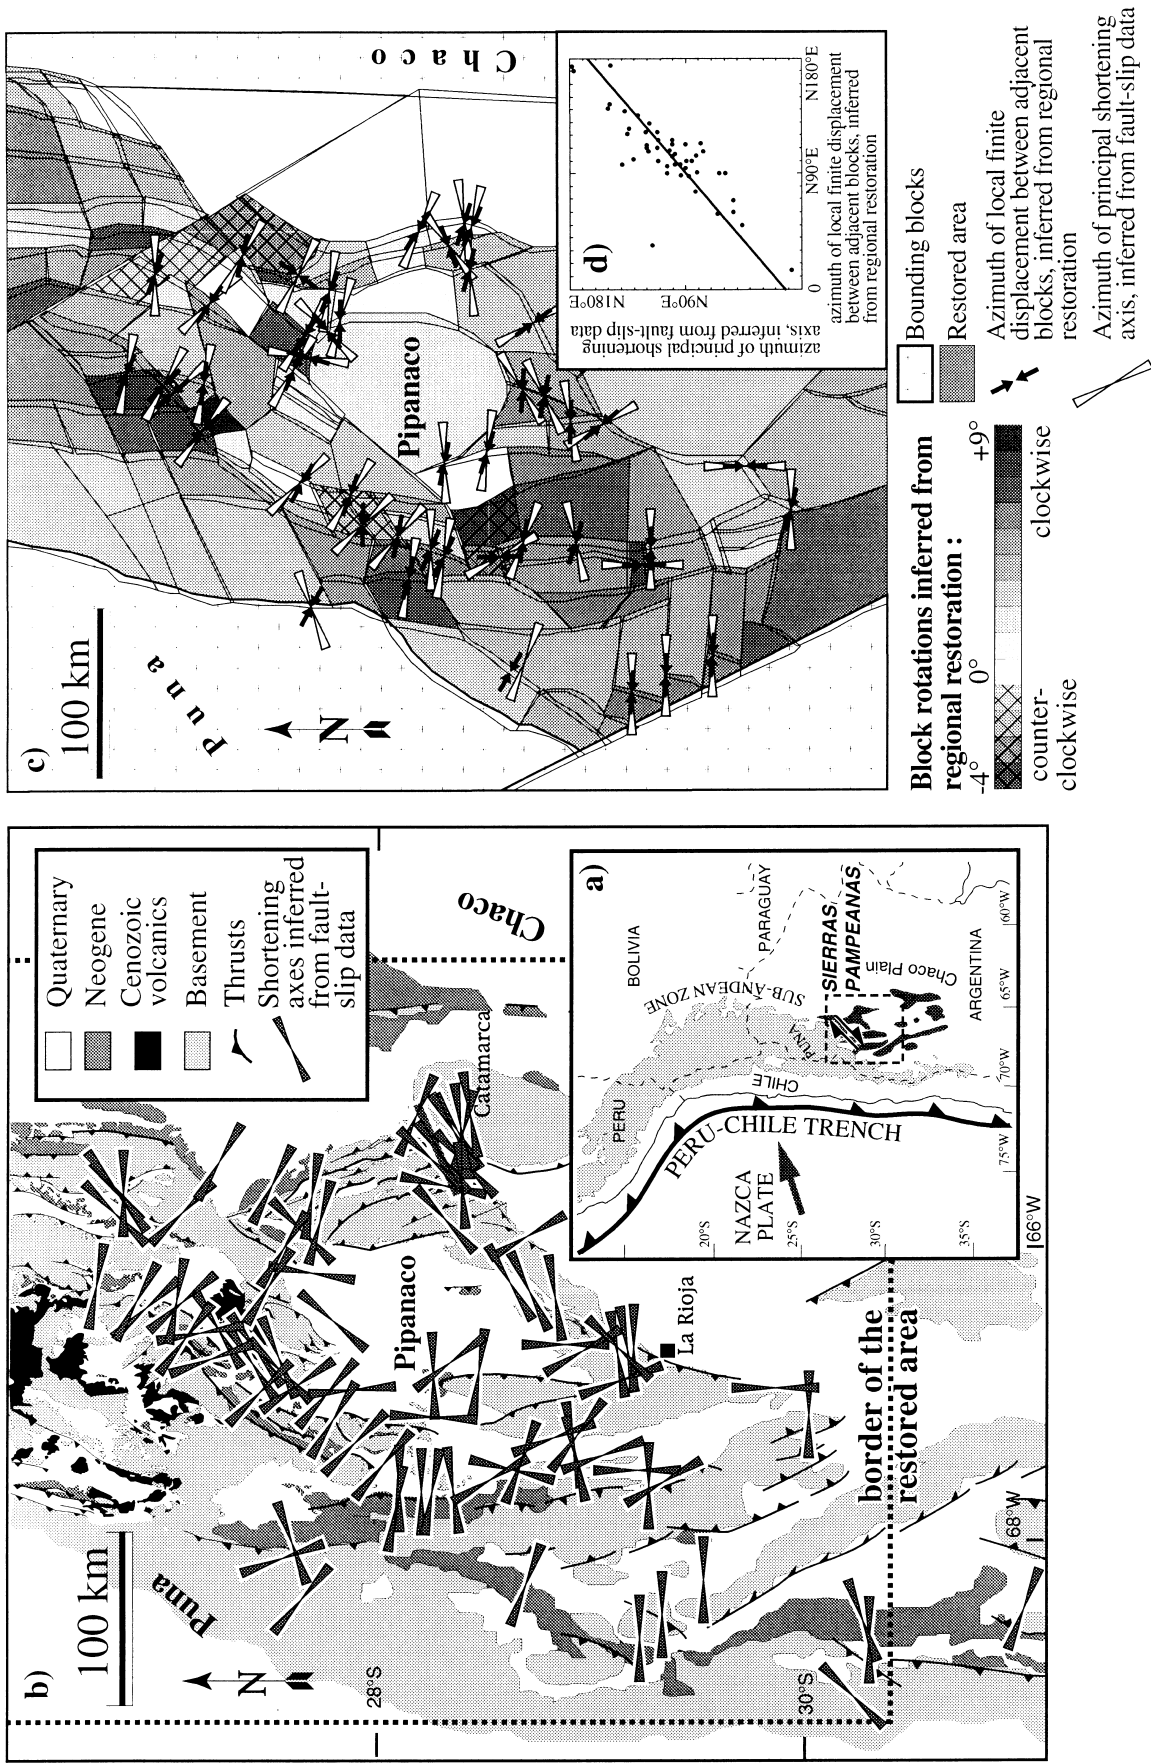 b)
100 km
N
Puna
Chaco
Pipanaco
Catamarca
La Rioja
28°S
30°S
68°W
66°W
border of the
restored area
Quaternary
Neogene
Cenozoic
volcanics
Basement
Thrusts
Shortening
axes inferred
from fault-
slip data
a)
BOLIVIA
PARAGUAY
PERU
SUB-ANDEAN ZONE
PUNA
SIERRAS
PAMPEANAS
Chaco Plain
ARGENTINA
CHILE
PERU-CHILE TRENCH
NAZCA
PLATE
20°S
25°S
30°S
35°S
75°W
70°W
65°W
60°W
c)
100 km
N
Puna
Chaco
Pipanaco
d)
N180°E
N90°E
0
N90°E
N180°E
azimuth of principal shortening
axis, inferred from fault-slip data
azimuth of local finite displacement
between adjacent blocks, inferred
from regional restoration
Block rotations inferred from
regional restoration :
-4°
0°
+9°
counter-
clockwise
clockwise
Bounding blocks
Restored area
Azimuth of local finite
displacement between adjacent
blocks, inferred from regional
restoration
Azimuth of principal shortening
axis, inferred from fault-slip data